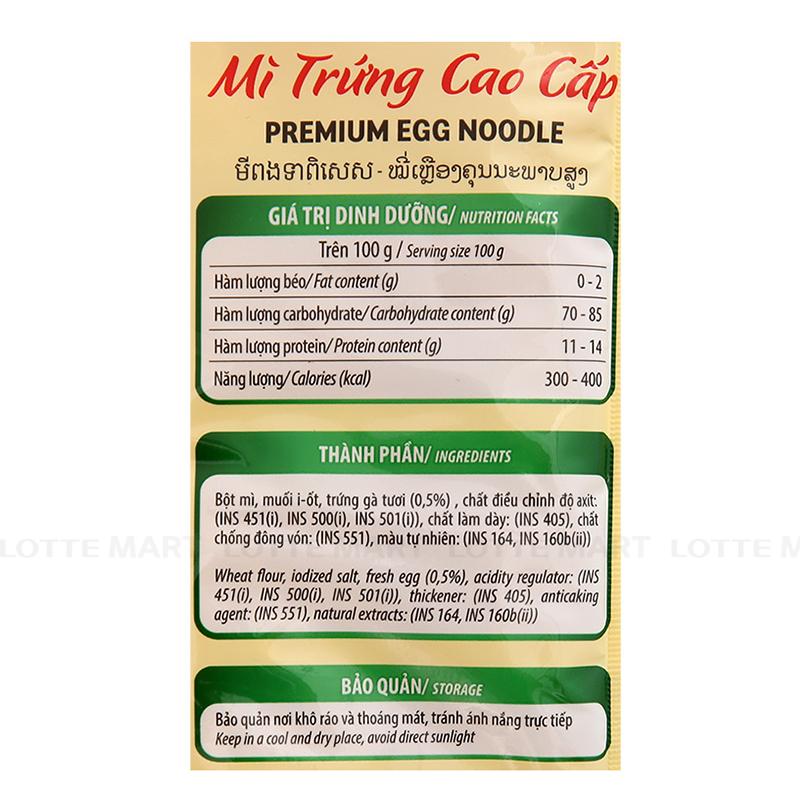 Mì Trứng Cao Cấp
PREMIUM EGG NOODLE
មីពងទាពិសេស - ໝີ່ເຫຼືອງຄຸນນະພາບສູງ
GIÁ TRỊ DINH DƯỠNG/ NUTRITION FACTS
Trên 100 g / Serving size 100 g
Hàm lượng béo/ Fat content (g) 0 - 2
Hàm lượng carbohydrate/ Carbohydrate content (g) 70 - 85
Hàm lượng protein/ Protein content (g) 11 - 14
Năng lượng/ Calories (kcal) 300 - 400
THÀNH PHẦN/ INGREDIENTS
Bột mì, muối i-ốt, trứng gà tươi (0,5%) , chất điều chỉnh độ axit:
(INS 451(i), INS 500(i), INS 501(i)), chất làm dày: (INS 405), chất
chống đông vón: (INS 551), màu tự nhiên: (INS 164, INS 160b(ii))
LOTTE MART LOTTE MART LOTTE MART LOTTE M
Wheat flour, iodized salt, fresh egg (0,5%), acidity regulator: (INS
451(i), INS 500(i), INS 501(i)), thickener: (INS 405), anticaking
agent: (INS 551), natural extracts: (INS 164, INS 160b(ii))
BẢO QUẢN/ STORAGE
Bảo quản nơi khô ráo và thoáng mát, tránh ánh nắng trực tiếp
Keep in a cool and dry place, avoid direct sunlight